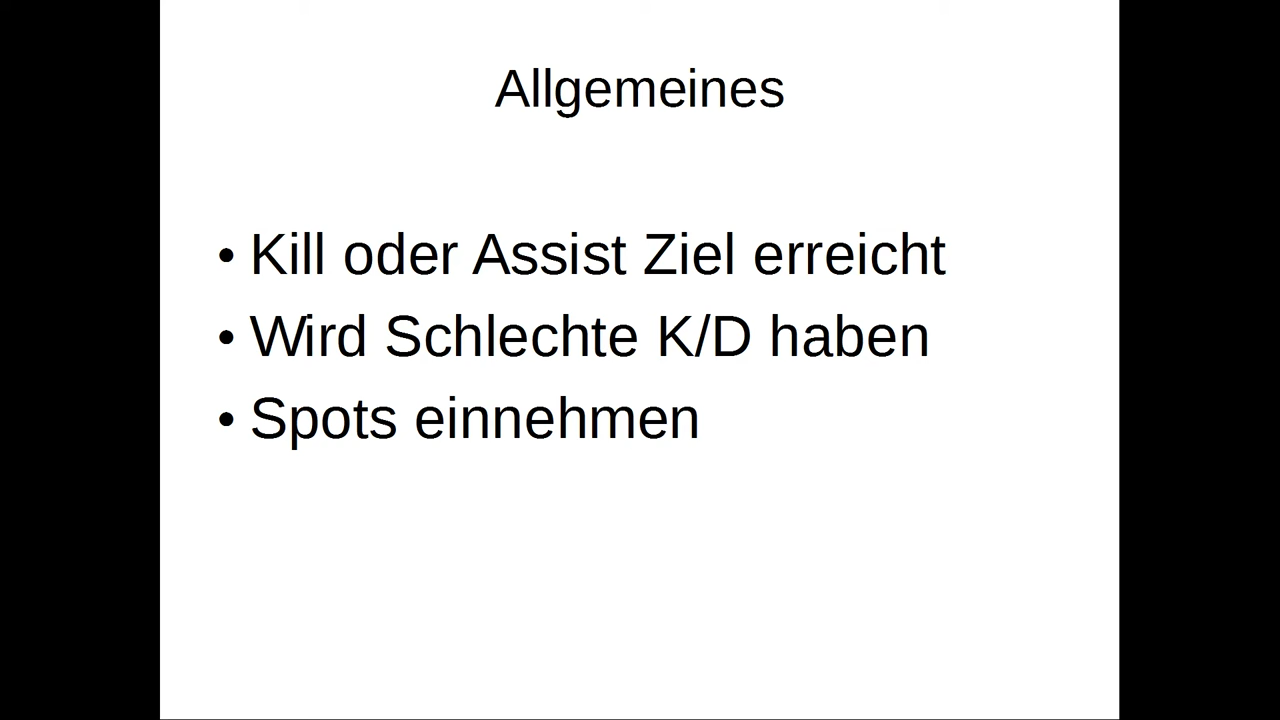 Allgemeines
• Kill oder Assist Ziel erreicht
• Wird Schlechte K/D haben
• Spots einnehmen